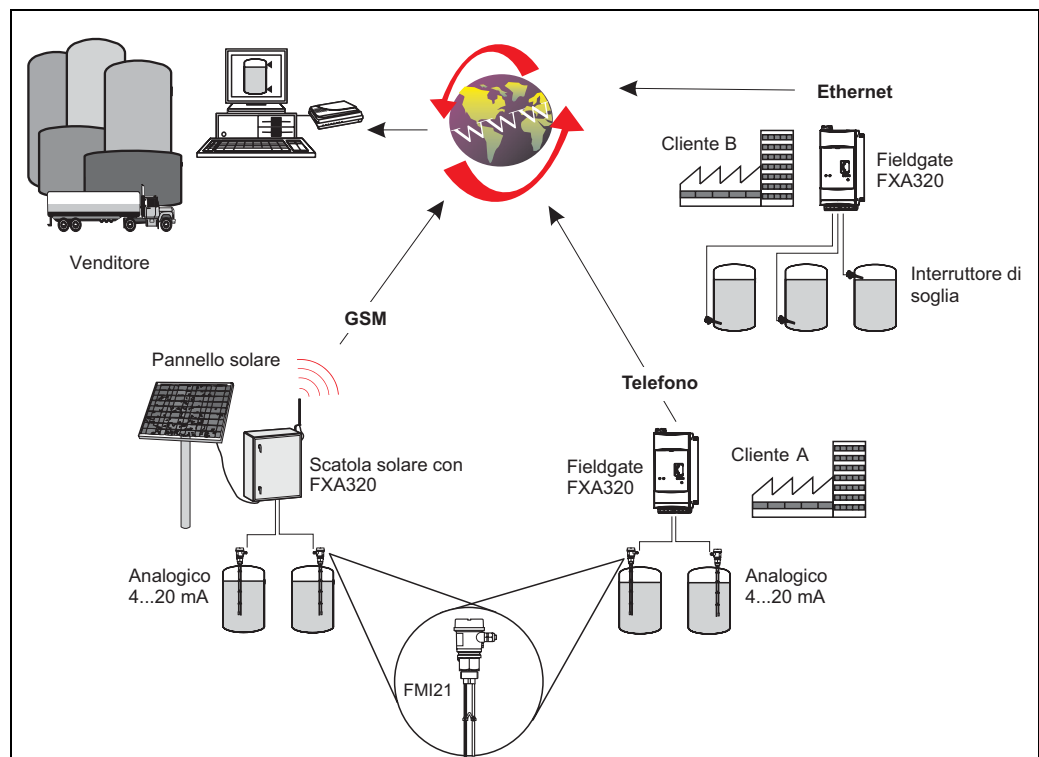 Ethernet
WWW
Cliente B
Fieldgate
FXA320
Venditore
Interruttore di
soglia
GSM
Pannello solare
Telefono
Scatola solare con
FXA320
Fieldgate
FXA320
Cliente A
Analogico
4...20 mA
Analogico
4...20 mA
FMI21